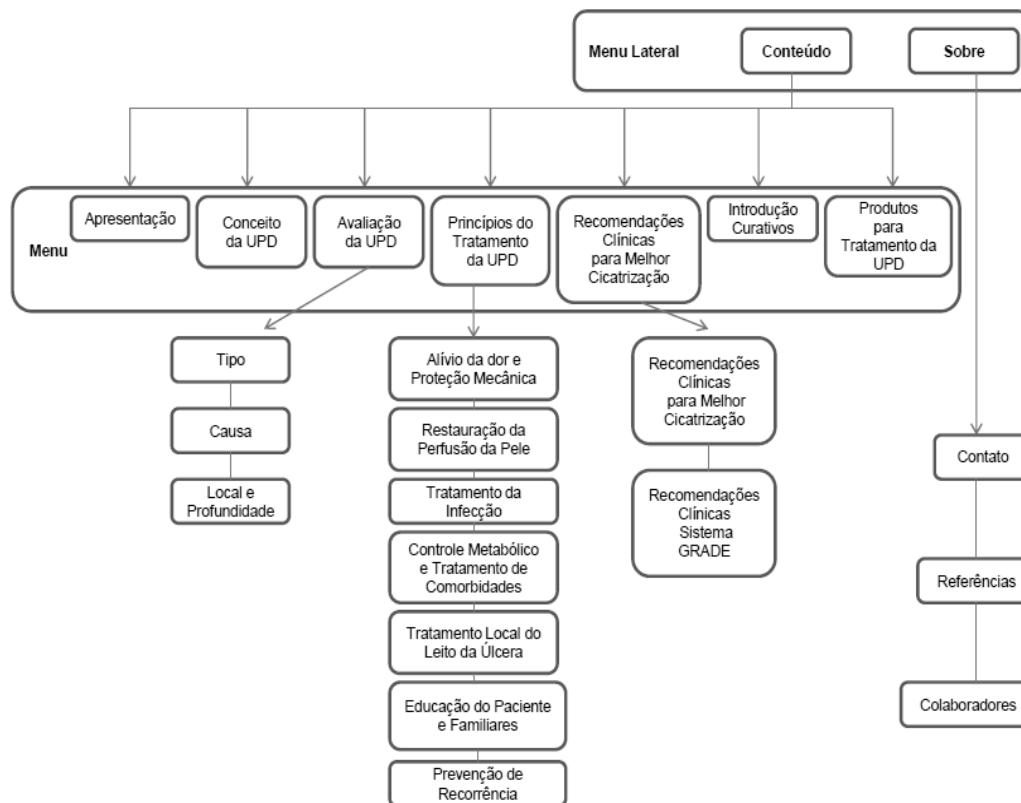 Menu Lateral
Conteúdo
Sobre
Menu
Apresentação
Conceito
da UPD
Avaliação
da UPD
Princípios do
Tratamento
da UPD
Recomendações
Clínicas
para Melhor
Cicatrização
Introdução
Curativos
Produtos
para
Tratamento da
UPD
Tipo
Causa
Local e
Profundidade
Alívio da dor e
Proteção Mecânica
Restauração da
Perfusão da Pele
Tratamento da
Infecção
Controle Metabólico
e Tratamento de
Comorbidades
Tratamento Local do
Leito da Úlcera
Educação do Paciente
e Familiares
Prevenção de
Recorrência
Recomendações
Clínicas
para Melhor
Cicatrização
Recomendações
Clínicas
Sistema
GRADE
Contato
Referências
Colaboradores